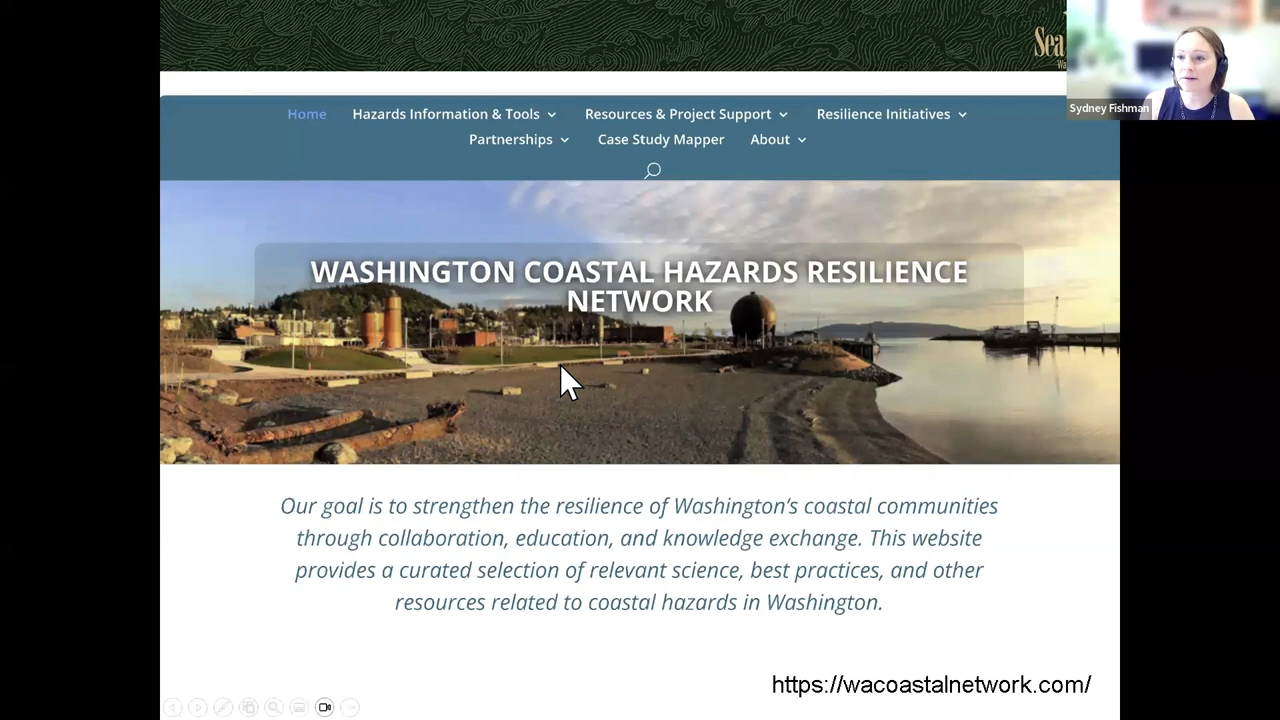 Sea
Sydney Fishman
Home Hazards Information & Tools Resources & Project Support Resilience Initiatives
Partnerships Case Study Mapper About
WASHINGTON COASTAL HAZARDS RESILIENCE
NETWORK
Our goal is to strengthen the resilience of Washington's coastal communities
through collaboration, education, and knowledge exchange. This website
provides a curated selection of relevant science, best practices, and other
resources related to coastal hazards in Washington.
https://wacoastalnetwork.com/